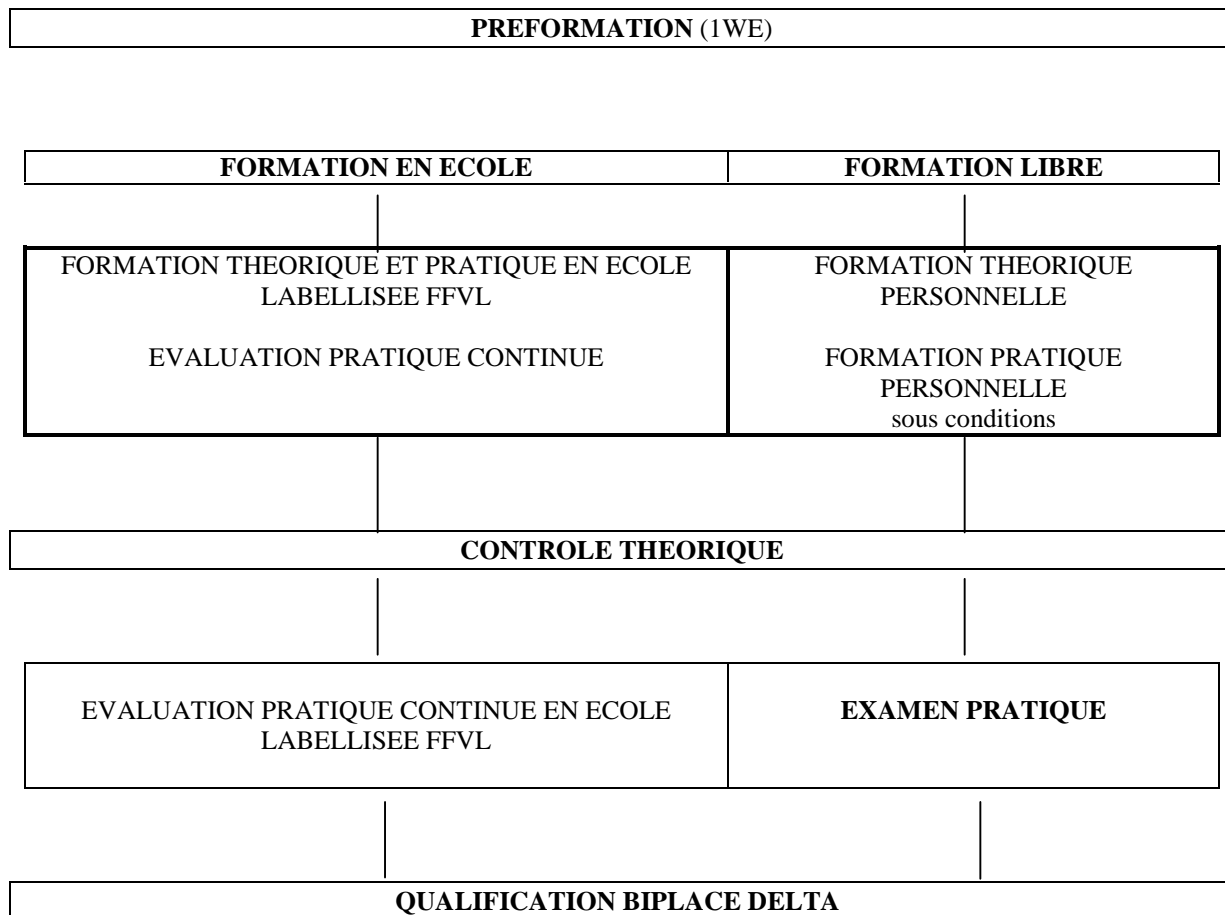 PREFORMATION (1WE)
FORMATION EN ECOLE
FORMATION LIBRE
FORMATION THEORIQUE ET PRATIQUE EN ECOLE
LABELLISEE FFVL
EVALUATION PRATIQUE CONTINUE
FORMATION THEORIQUE
PERSONNELLE
FORMATION PRATIQUE
PERSONNELLE
sous conditions
CONTROLE THEORIQUE
EVALUATION PRATIQUE CONTINUE EN ECOLE
LABELLISEE FFVL
EXAMEN PRATIQUE
QUALIFICATION BIPLACE DELTA